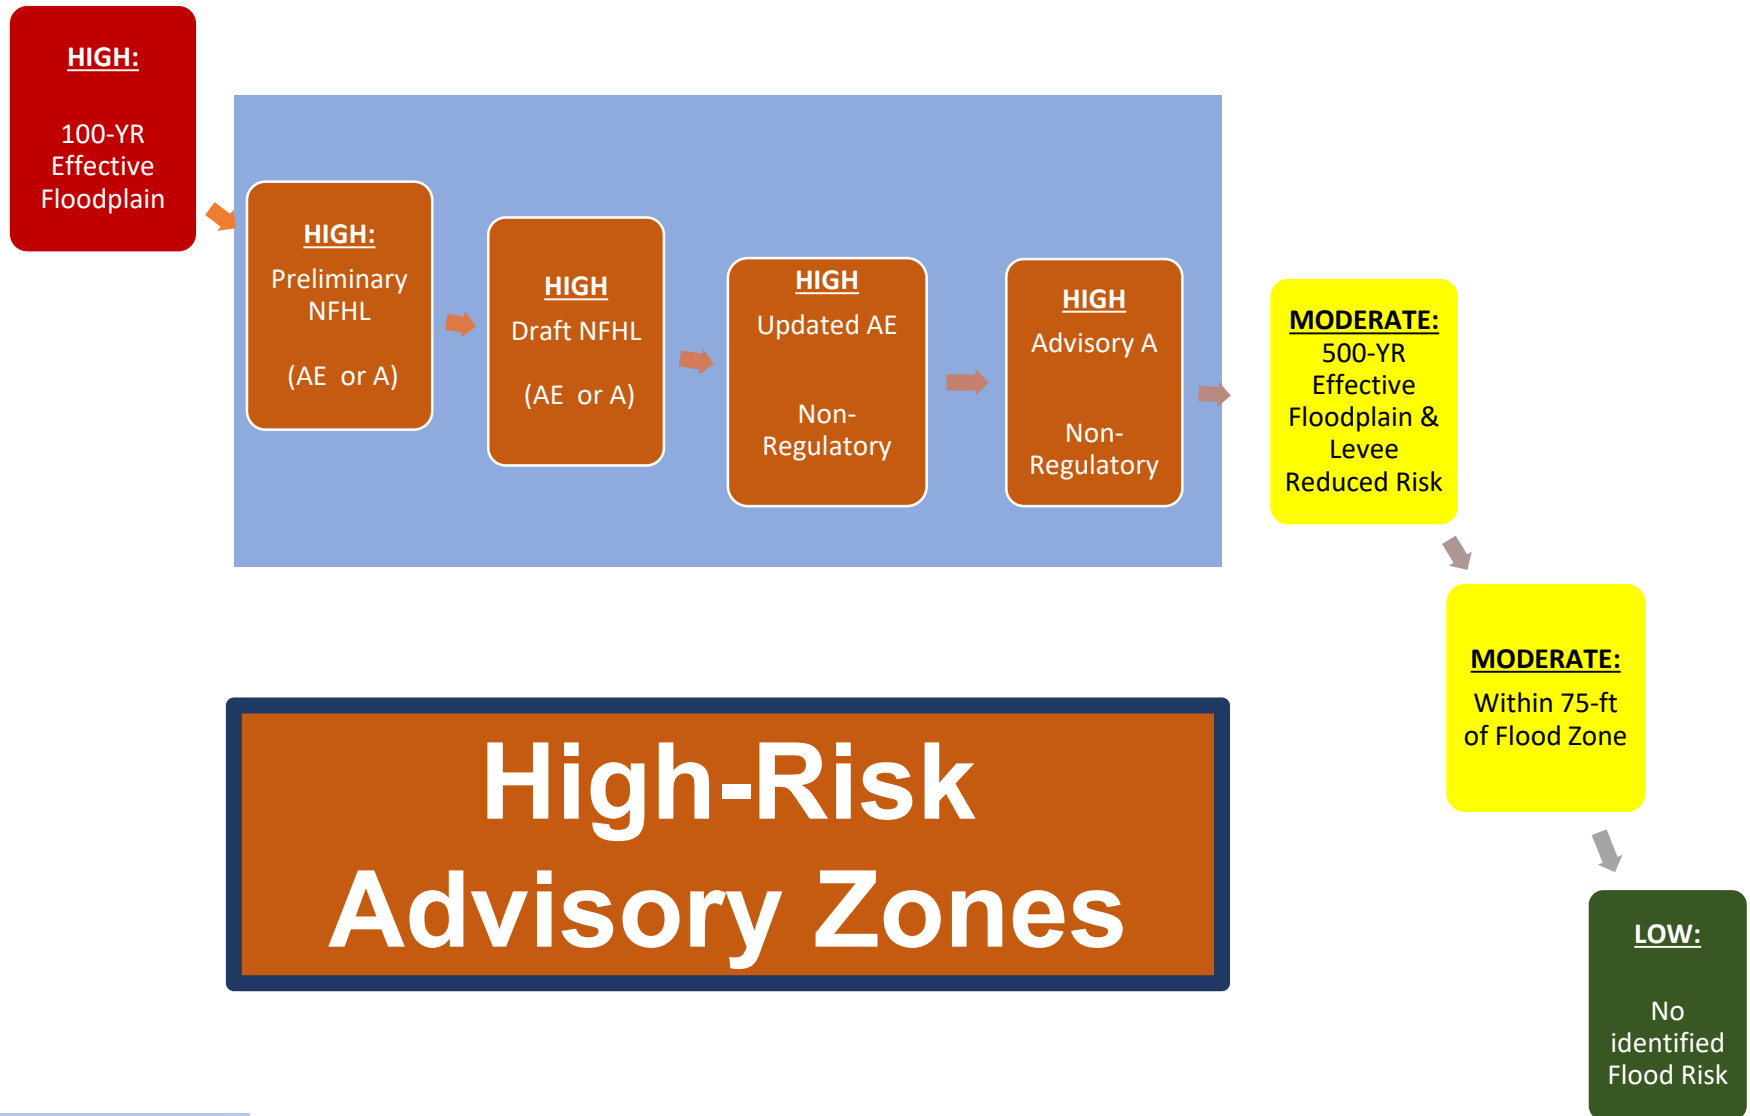 HIGH:
100-YR
Effective
Floodplain
HIGH:
Preliminary
NFHL
(AE or A)
HIGH
Draft NFHL
(AE or A)
HIGH
Updated AE
Non-
Regulatory
HIGH
Advisory A
Non-
Regulatory
MODERATE:
500-YR
Effective
Floodplain &
Levee
Reduced Risk
MODERATE:
Within 75-ft
of Flood Zone
LOW:
No
identified
Flood Risk
High-Risk
Advisory Zones